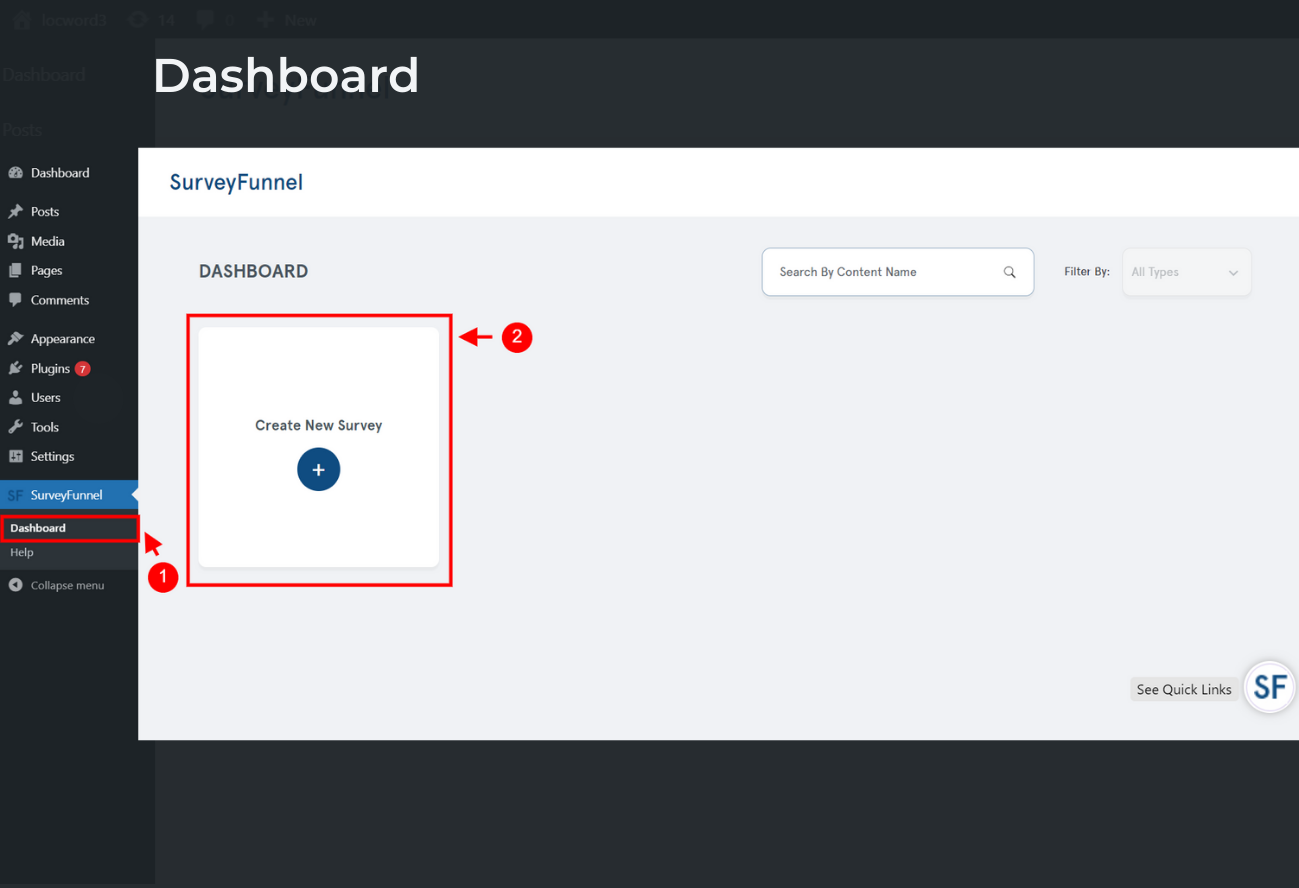 locword3 14 0 New
Dashboard
Dashboard
Posts
SurveyFunnel
Dashboard
Posts
Media
Pages
Comments
Appearance
Plugins 7
Users
Tools
Settings
SF SurveyFunnel
Dashboard
Help
Collapse menu
1
DASHBOARD
Search By Content Name
Filter By: All Types
2
Create New Survey
+
See Quick Links SF